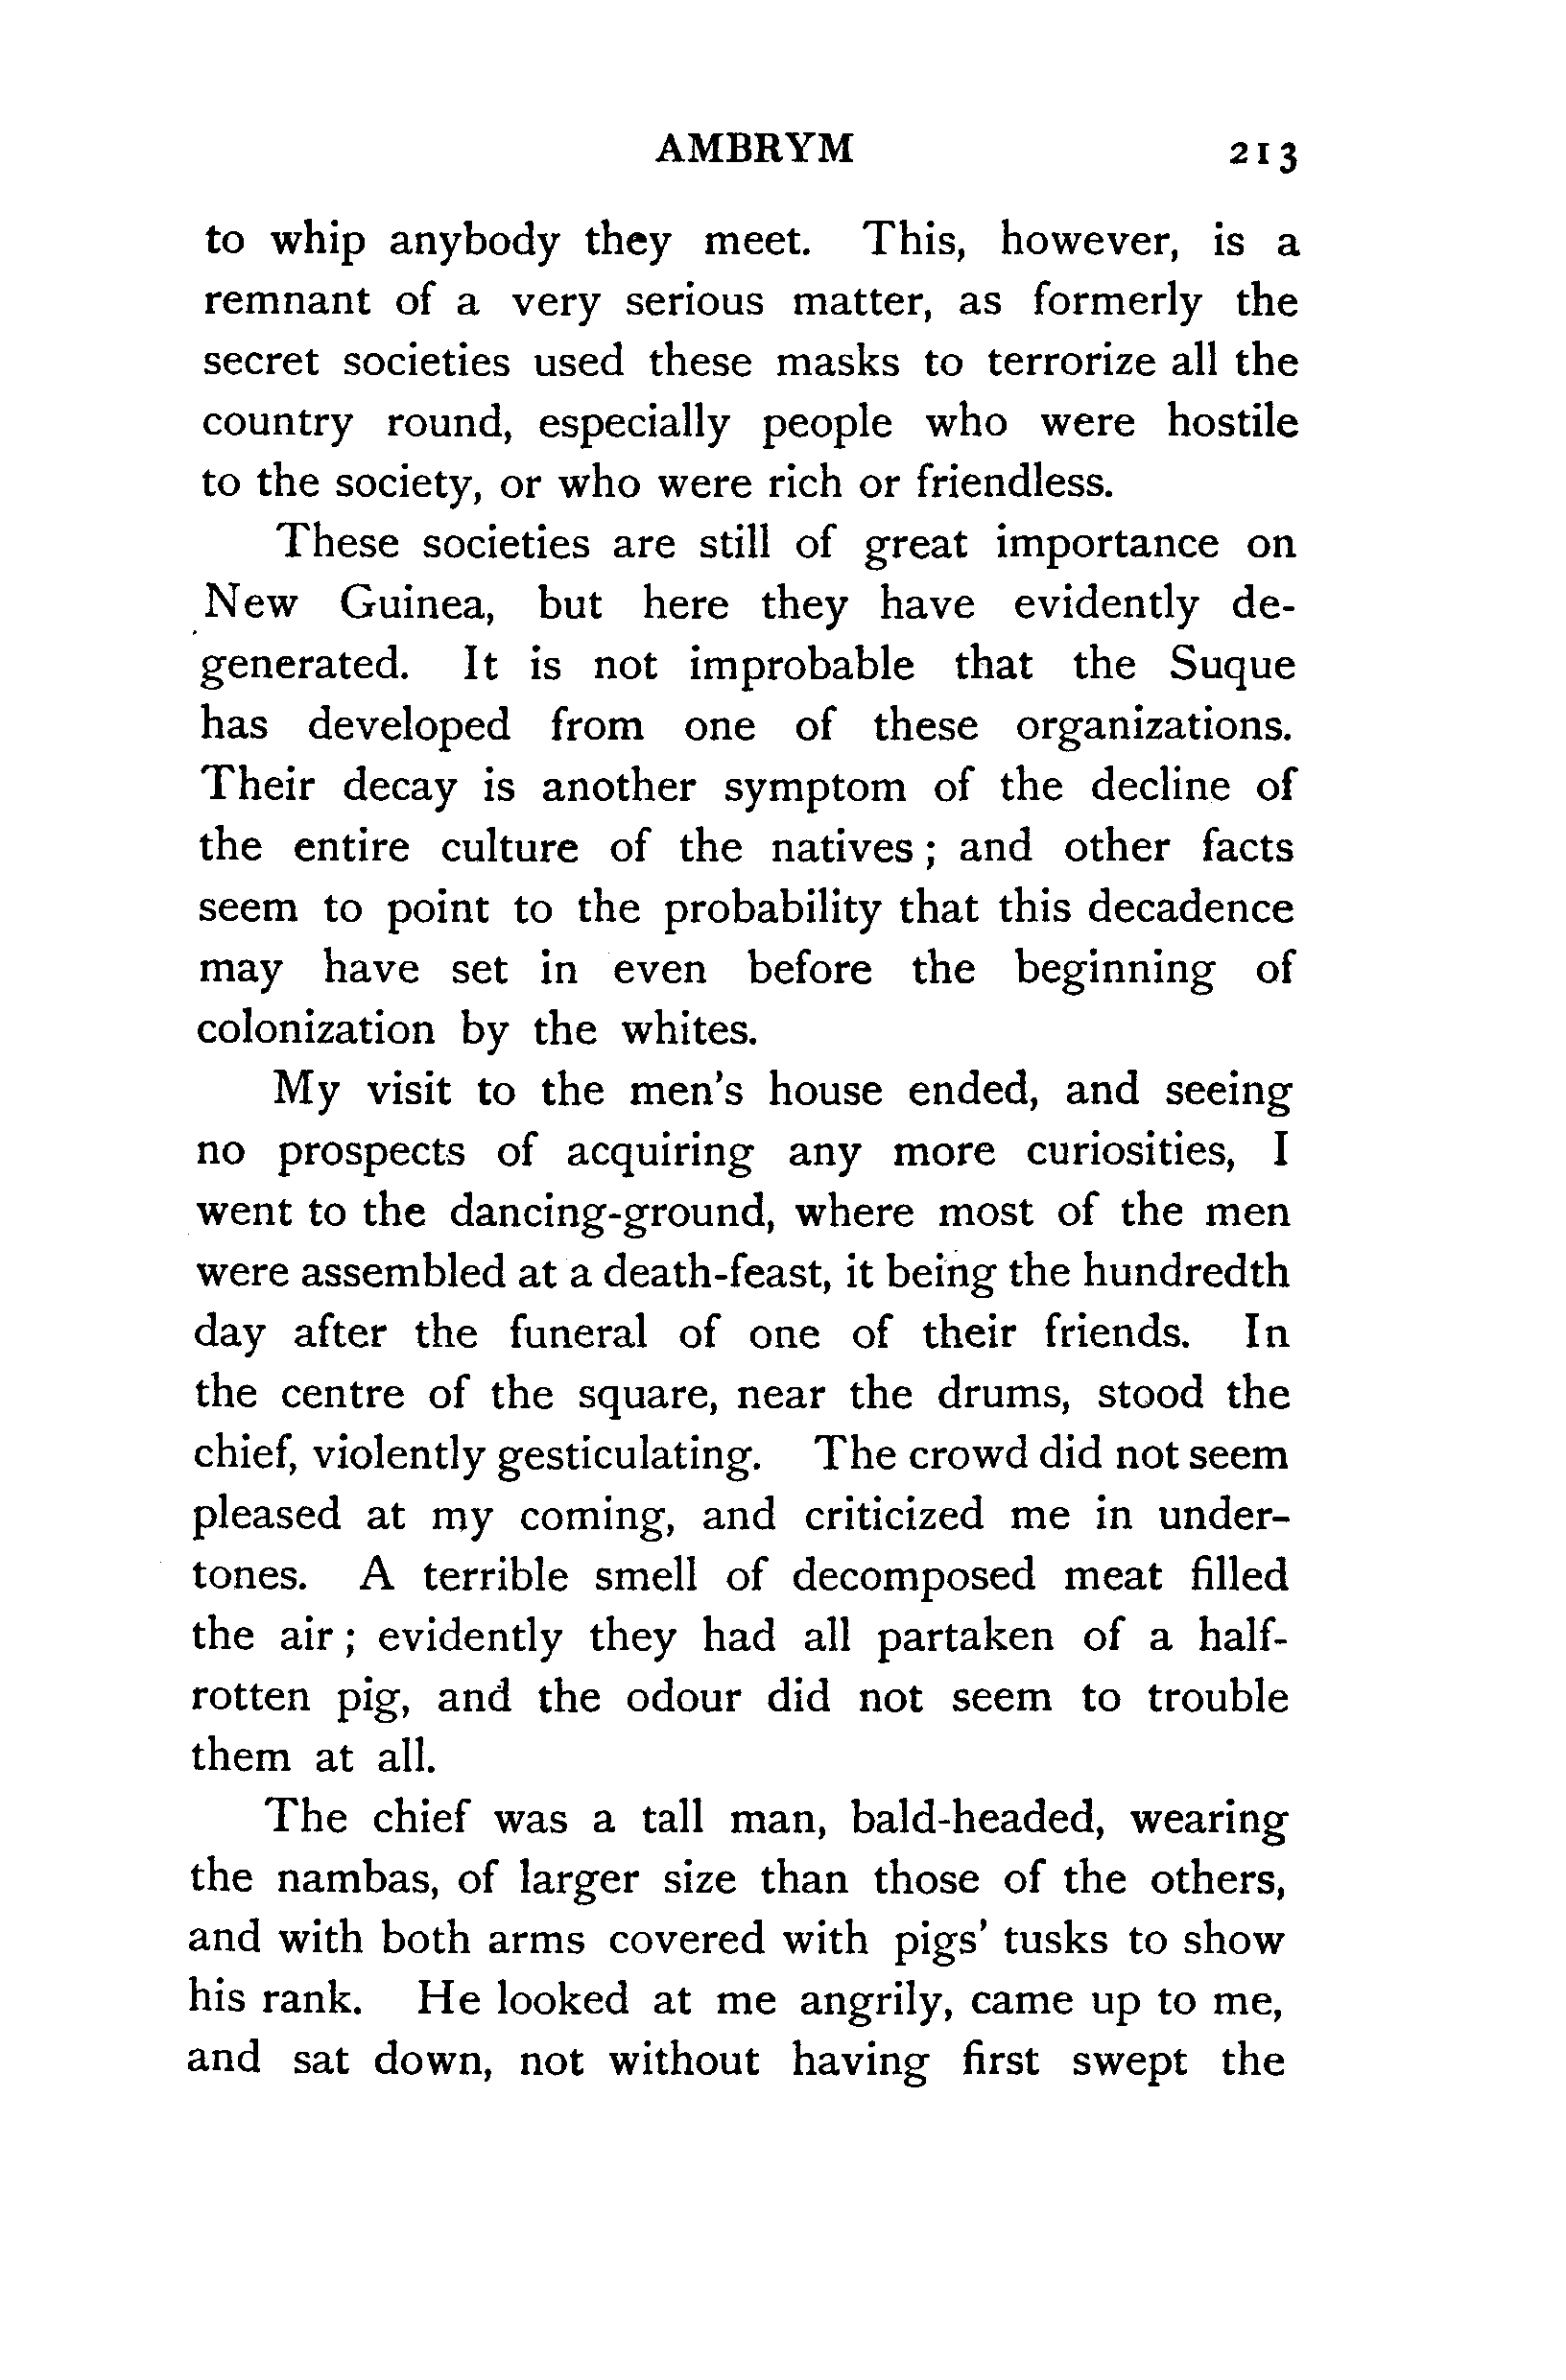 AMBRYM 213
to whip anybody they meet. This, however, is a
remnant of a very serious matter, as formerly the
secret societies used these masks to terrorize all the
country round, especially people who were hostile
to the society, or who were rich or friendless.
These societies are still of great importance on
New Guinea, but here they have evidently de-
generated. It is not improbable that the Suque
has developed from one of these organizations.
Their decay is another symptom of the decline of
the entire culture of the natives; and other facts
seem to point to the probability that this decadence
may have set in even before the beginning of
colonization by the whites.
My visit to the men's house ended, and seeing
no prospects of acquiring any more curiosities, I
went to the dancing-ground, where most of the men
were assembled at a death-feast, it being the hundredth
day after the funeral of one of their friends. In
the centre of the square, near the drums, stood the
chief, violently gesticulating. The crowd did not seem
pleased at my coming, and criticized me in under-
tones. A terrible smell of decomposed meat filled
the air; evidently they had all partaken of a half-
rotten pig, and the odour did not seem to trouble
them at all.
The chief was a tall man, bald-headed, wearing
the nambas, of larger size than those of the others,
and with both arms covered with pigs' tusks to show
his rank. He looked at me angrily, came up to me,
and sat down, not without having first swept the